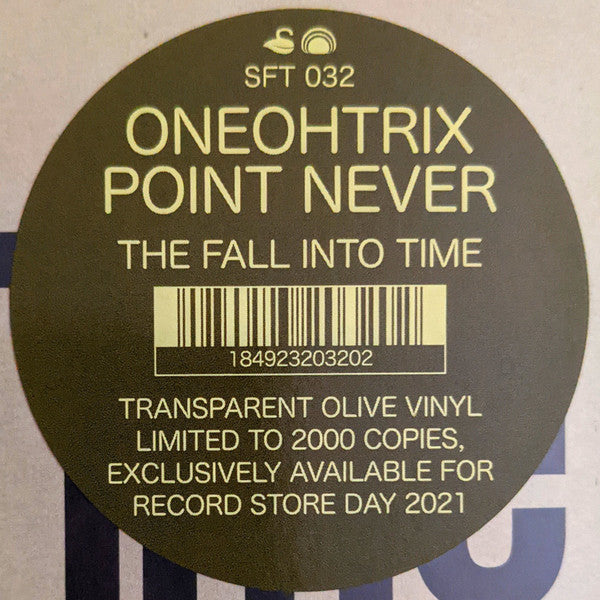 SFT 032
ONEOHTRIX
POINT NEVER
THE FALL INTO TIME
184923203202
TRANSPARENT OLIVE VINYL
LIMITED TO 2000 COPIES,
EXCLUSIVELY AVAILABLE FOR
RECORD STORE DAY 2021